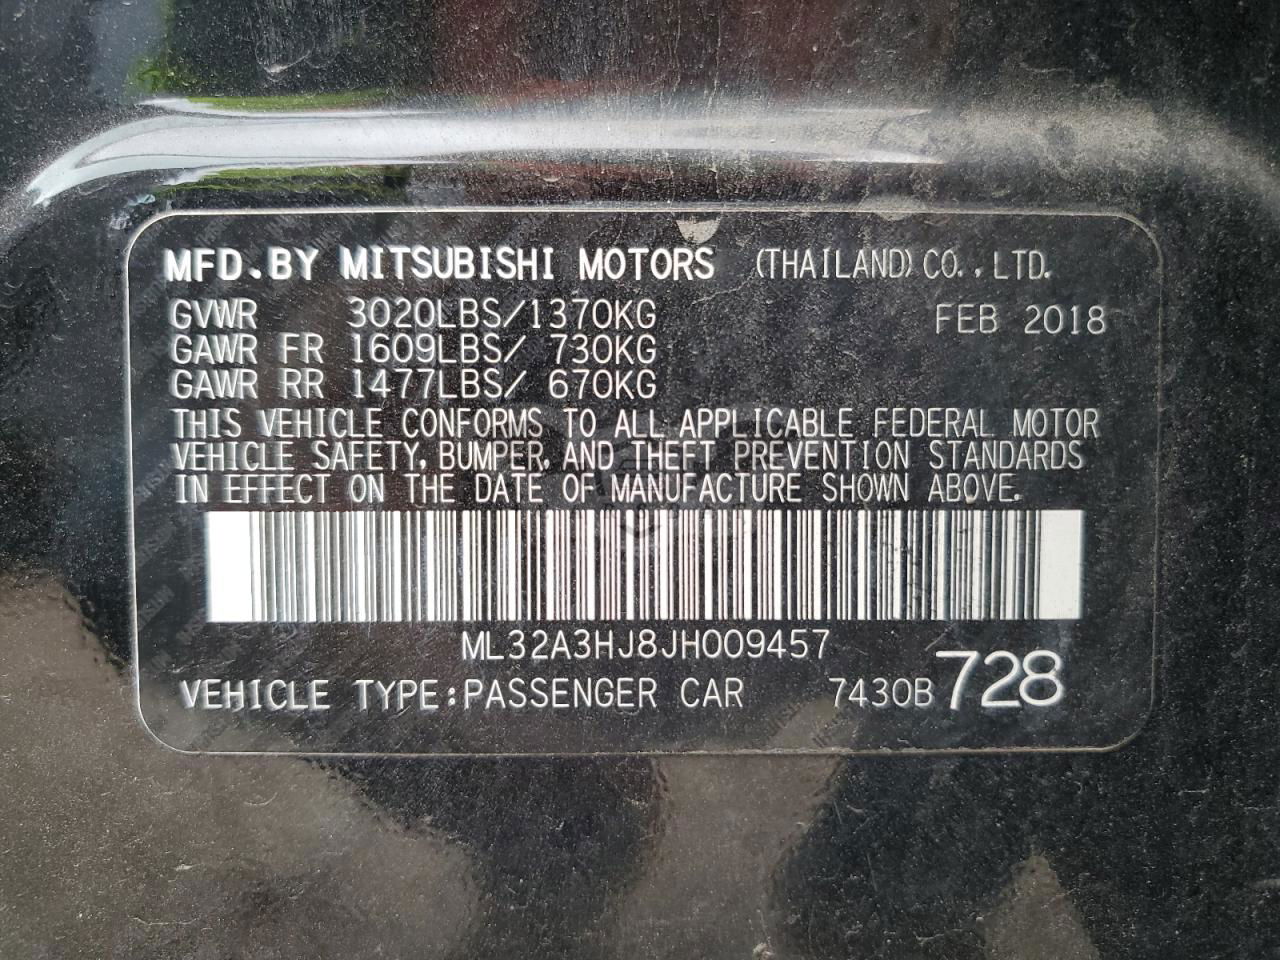 MFD.BY MITSUBISHI MOTORS (THAILAND) CO.,LTD.
GVWR 3020LBS/1370KG FEB 2018
GAWR FR 1609LBS/ 730KG
GAWR RR 1477LBS/ 670KG
THIS VEHICLE CONFORMS TO ALL APPLICABLE FEDERAL MOTOR
VEHICLE SAFETY, BUMPER, AND THEFT PREVENTION STANDARDS
IN EFFECT ON THE DATE OF MANUFACTURE SHOWN ABOVE.
ML32A3HJ8JH009457
VEHICLE TYPE:PASSENGER CAR 7430B 728